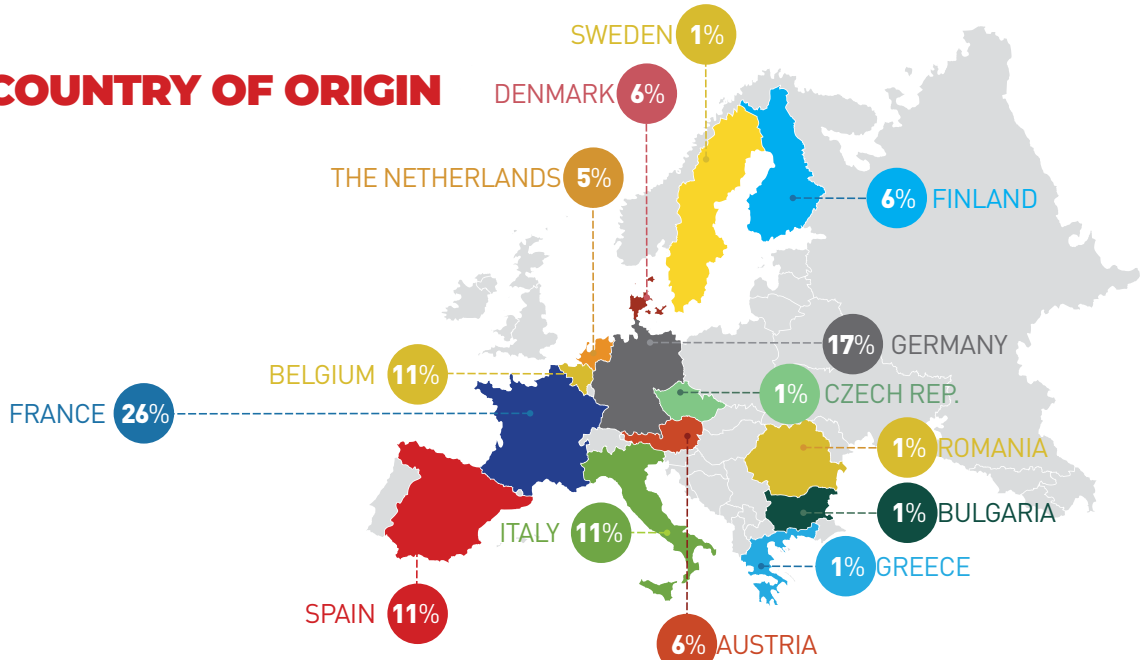 COUNTRY OF ORIGIN
SWEDEN 1%
DENMARK 6%
THE NETHERLANDS 5%
6% FINLAND
17% GERMANY
BELGIUM 11%
1% CZECH REP.
FRANCE 26%
1% ROMANIA
1% BULGARIA
ITALY 11%
1% GREECE
SPAIN 11%
6% AUSTRIA